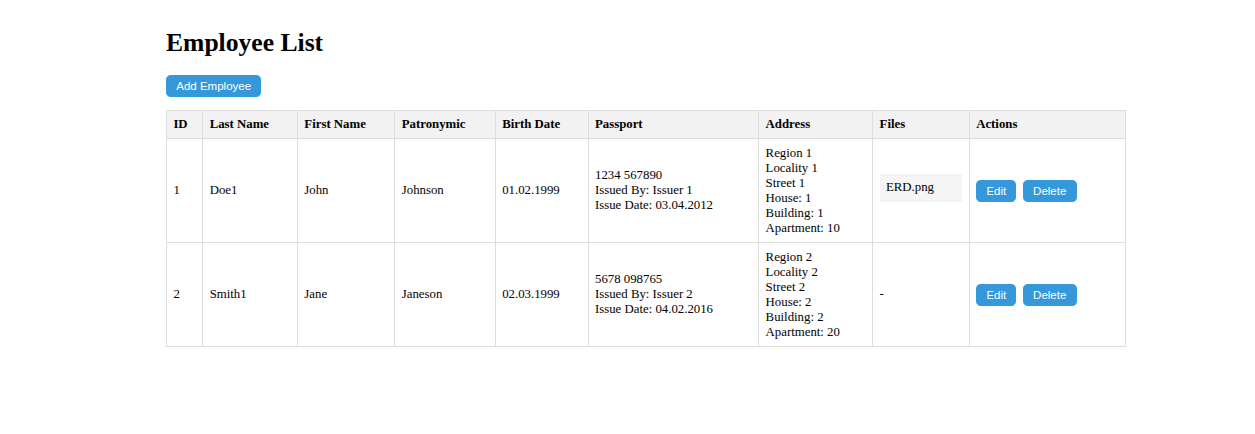 Employee List
Add Employee
ID Last Name First Name Patronymic Birth Date Passport Address Files Actions
1 Doe1 John Johnson 01.02.1999
1234 567890
Issued By: Issuer 1
Issue Date: 03.04.2012
Region 1
Locality 1
Street 1
House: 1
Building: 1
Apartment: 10
ERD.png
Edit Delete
2 Smith1 Jane Janeson 02.03.1999
5678 098765
Issued By: Issuer 2
Issue Date: 04.02.2016
Region 2
Locality 2
Street 2
House: 2
Building: 2
Apartment: 20
-
Edit Delete